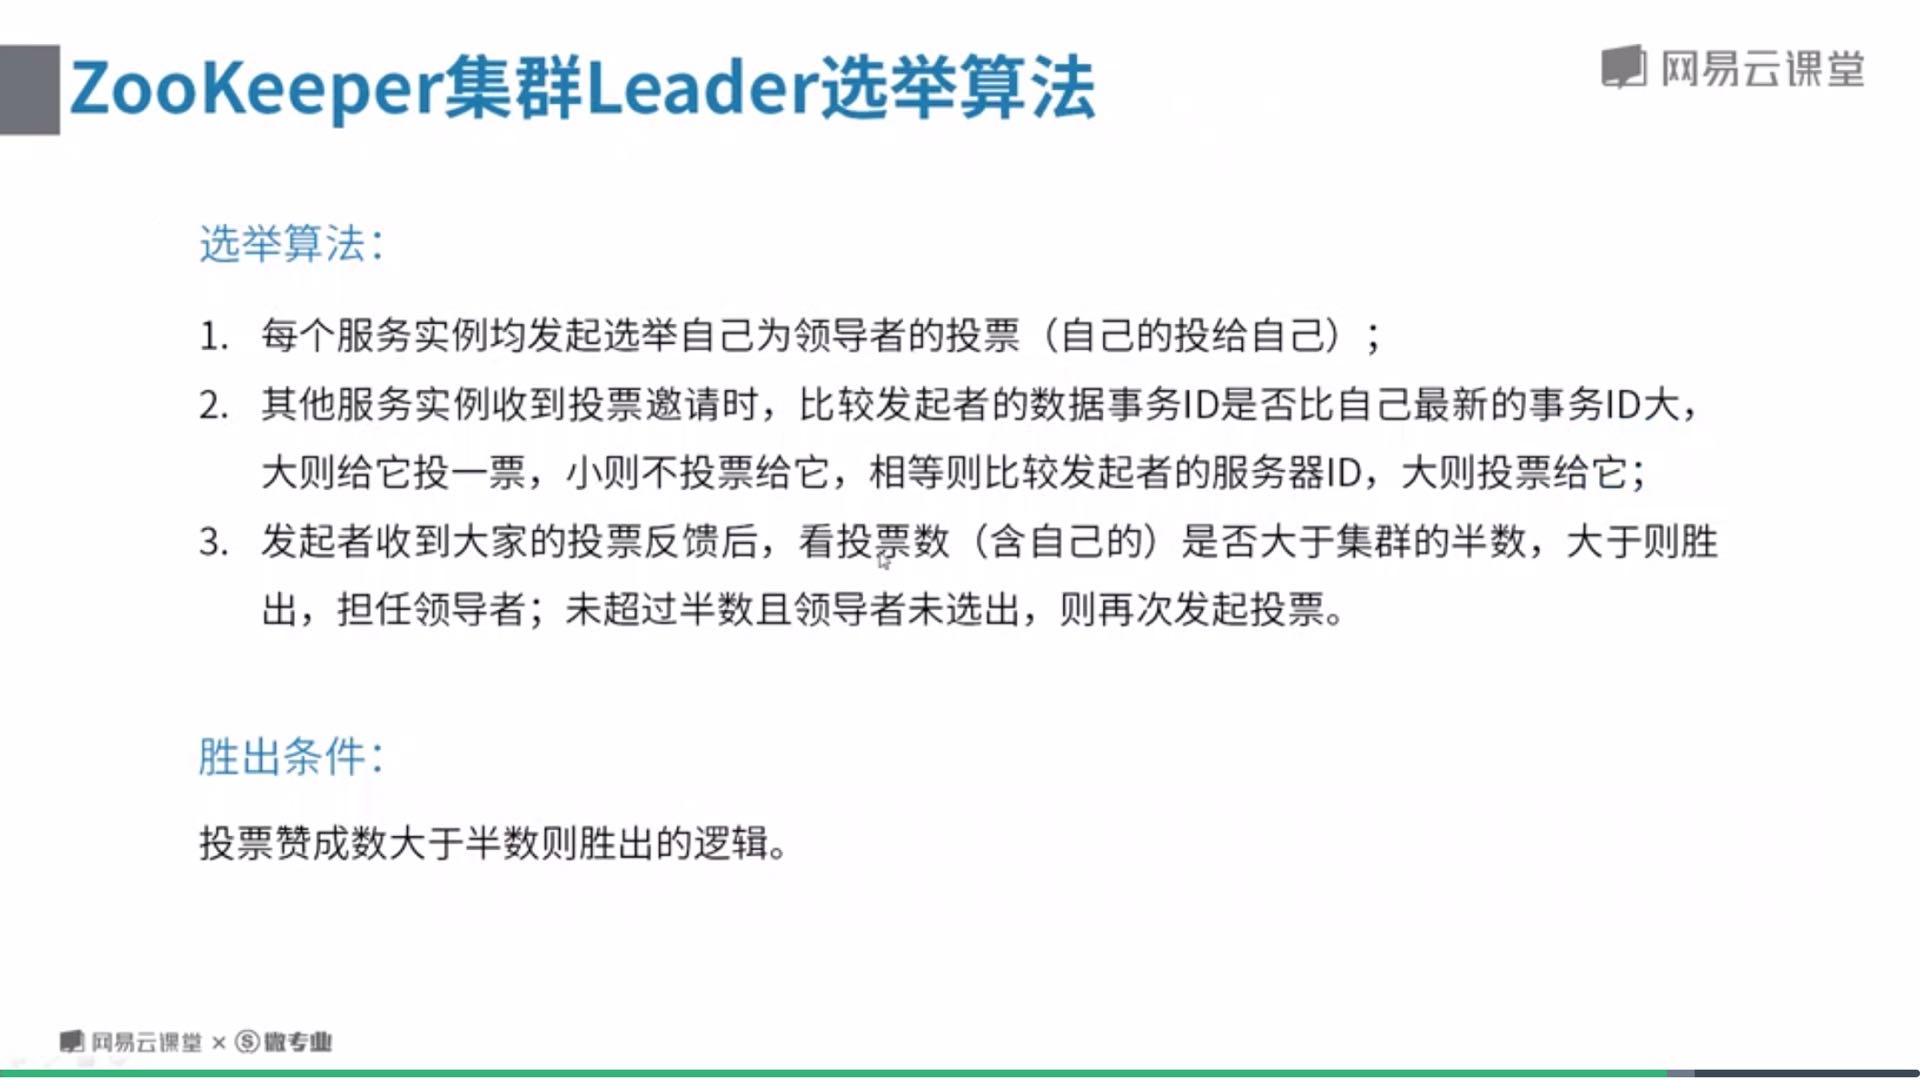 ZooKeeper集群Leader选举算法
网易云课堂
选举算法：
1. 每个服务实例均发起选举自己为领导者的投票（自己的投给自己）；
2. 其他服务实例收到投票邀请时，比较发起者的数据事务ID是否比自己最新的事务ID大，
大则给它投一票，小则不投票给它，相等则比较发起者的服务器ID，大则投票给它；
3. 发起者收到大家的投票反馈后，看投票数（含自己的）是否大于集群的半数，大于则胜
出，担任领导者；未超过半数且领导者未选出，则再次发起投票。
胜出条件：
投票赞成数大于半数则胜出的逻辑。
网易云课堂 × Ⓢ微专业